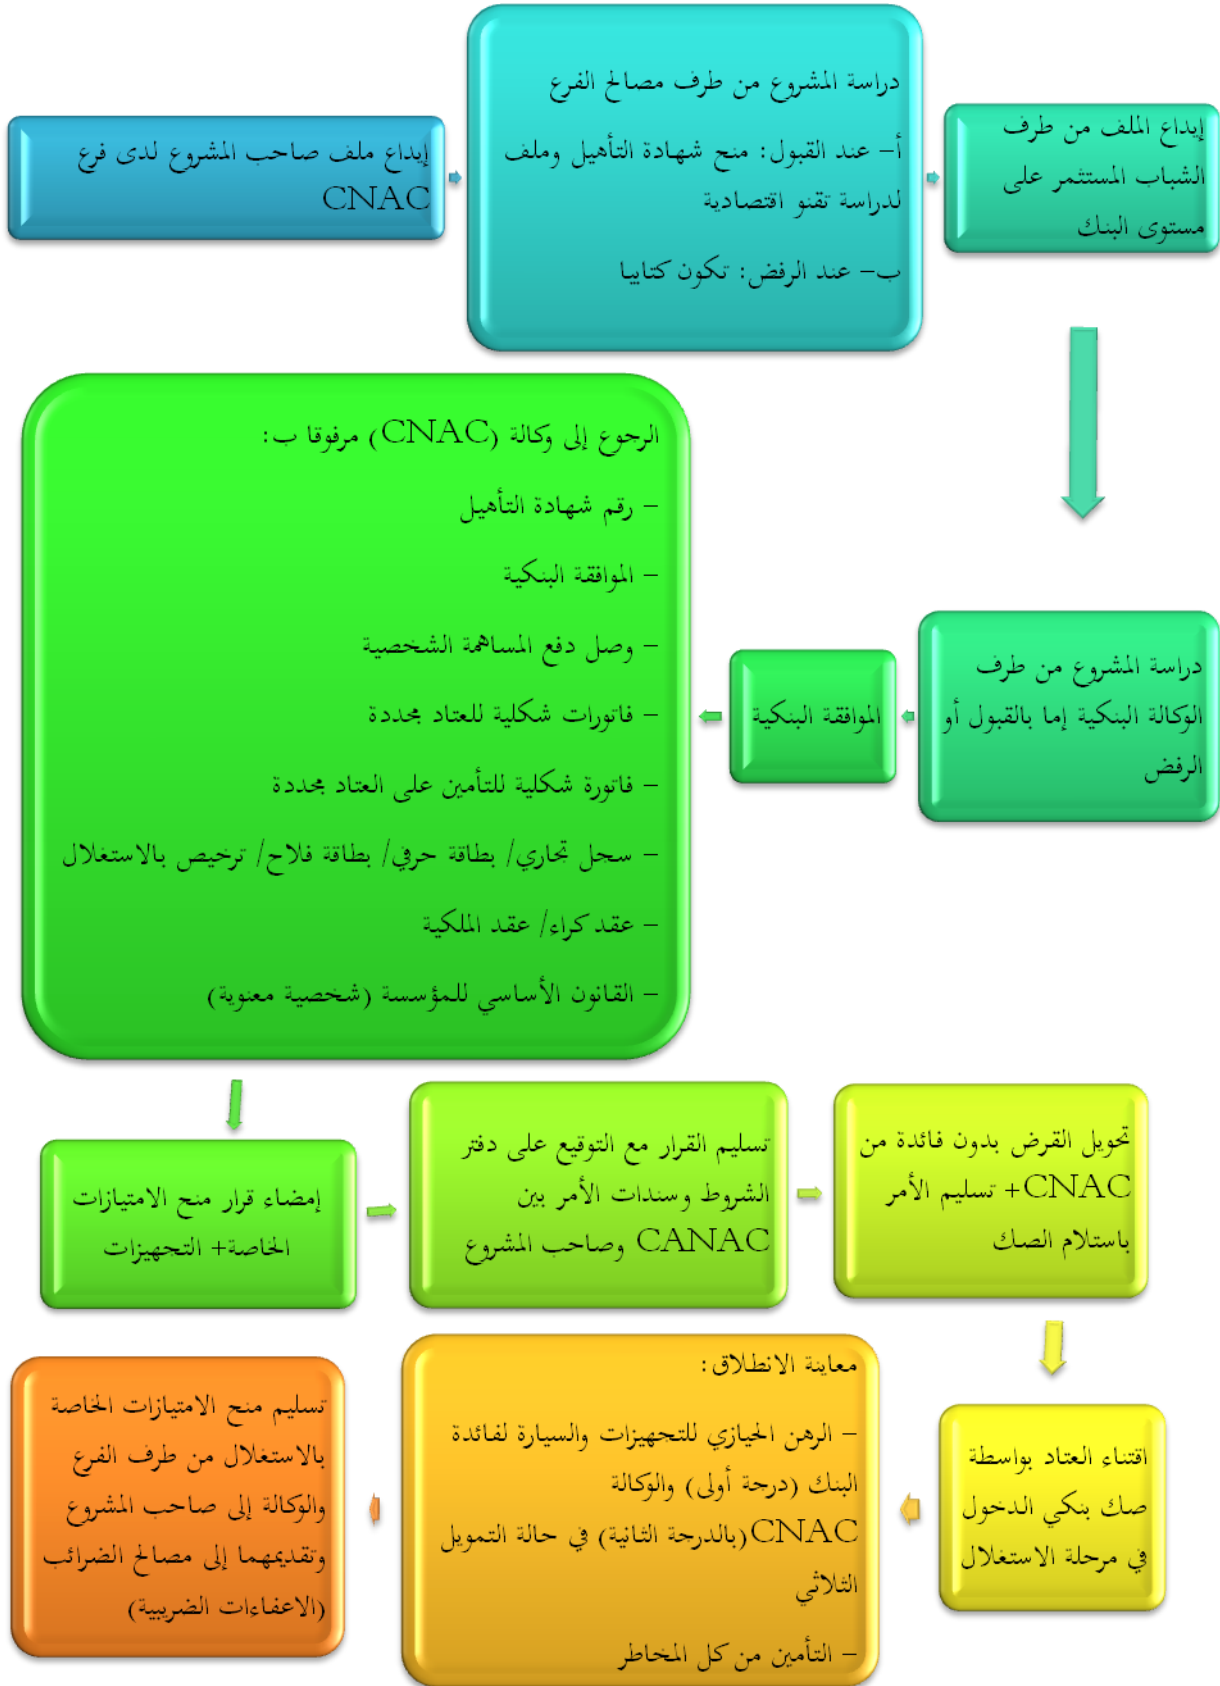 إيداع ملف صاحب المشروع لدى فرع
CNAC
دراسة المشروع من طرف مصالح الفرع
أ– عند القبول: منح شهادة التأهيل وملف
لدراسة تقنو اقتصادية
ب– عند الرفض: تكون كتابيا
إيداع الملف من طرف
الشباب المستثمر على
مستوى البنك
دراسة المشروع من طرف
الوكالة البنكية إما بالقبول أو
الرفض
الموافقة البنكية
الرجوع إلى وكالة (CNAC) مرفوقا ب:
– رقم شهادة التأهيل
– الموافقة البنكية
– وصل دفع المساهمة الشخصية
– فاتورات شكلية للعتاد مجددة
– فاتورة شكلية للتأمين على العتاد مجددة
– سجل تجاري/ بطاقة حرفي/ بطاقة فلاح/ ترخيص بالاستغلال
– عقد كراء/ عقد الملكية
– القانون الأساسي للمؤسسة (شخصية معنوية)
إمضاء قرار منح الامتيازات
الخاصة+ التجهيزات
تسليم القرار مع التوقيع على دفتر
الشروط وسندات الأمر بين
CANAC وصاحب المشروع
تحويل القرض بدون فائدة من
CNAC+ تسليم الأمر
باستلام الصك
اقتناء العتاد بواسطة
صك بنكي الدخول
في مرحلة الاستغلال
معاينة الانطلاق:
– الرهن الحيازي للتجهيزات والسيارة لفائدة
البنك (درجة أولى) والوكالة
CNAC(بالدرجة الثانية) في حالة التمويل
الثلاثي
– التأمين من كل المخاطر
تسليم منح الامتيازات الخاصة
بالاستغلال من طرف الفرع
والوكالة إلى صاحب المشروع
وتقديمهما إلى مصالح الضرائب
(الاعفاءات الضريبية)